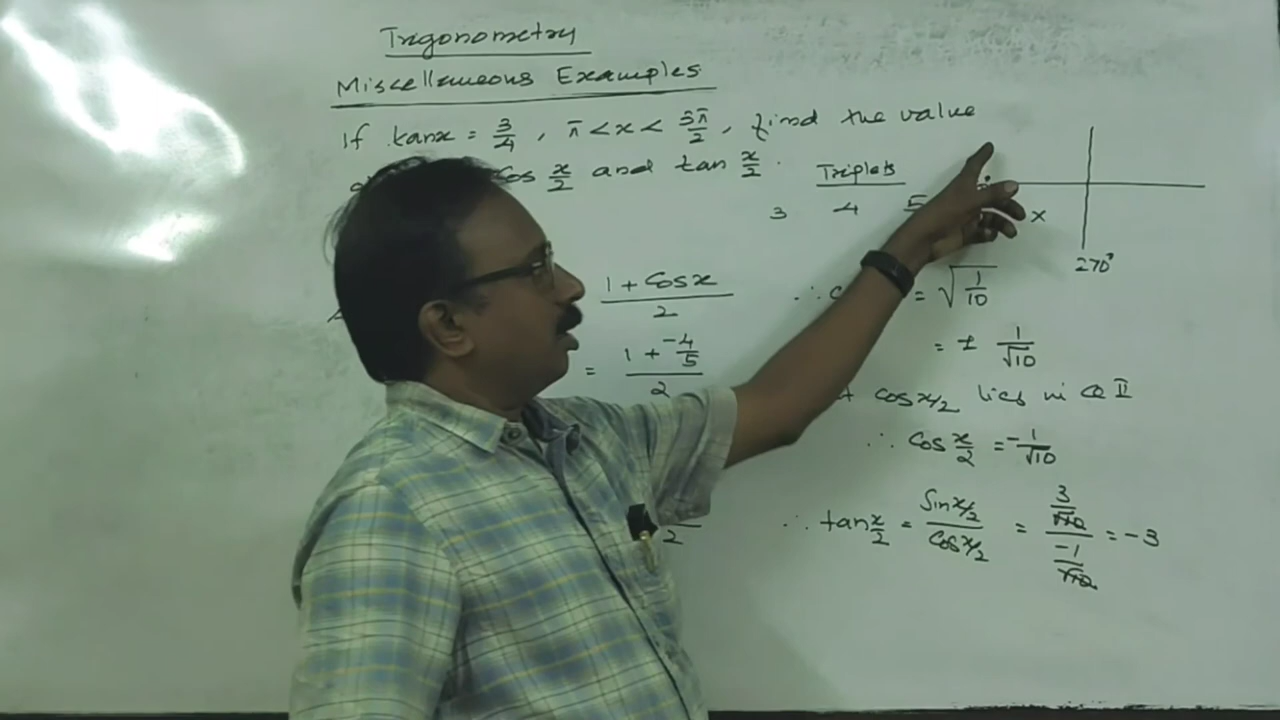 Trigonometry
Miscellaneous Examples
If tanx = 3/4 , π < x < 3π/2 , find the value
Cos x/2 and tan x/2 .
Triplets
3 4 5
x
270°
1 + Cosx / 2
= 1 + -4/5 / 2
2
∴ = √(1/10)
= ± 1/√10
cos x/2 lies in Q II
∴ Cos x/2 = -1/√10
∴ tan x/2 = Sin x/2 / Cos x/2 = 3/√10 / -1/√10 = -3